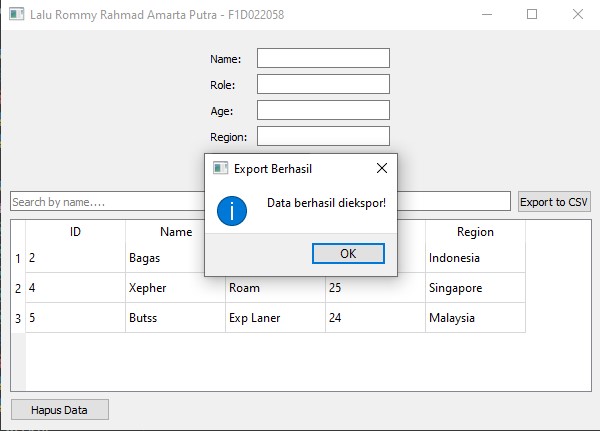 Lalu Rommy Rahmad Amarta Putra - F1D022058
Name:
Role:
Age:
Region:
Export Berhasil
Data berhasil diekspor!
OK
Search by name....
Export to CSV
ID Name Region
1 2 Bagas Indonesia
2 4 Xepher Roam 25 Singapore
3 5 Butss Exp Laner 24 Malaysia
Hapus Data